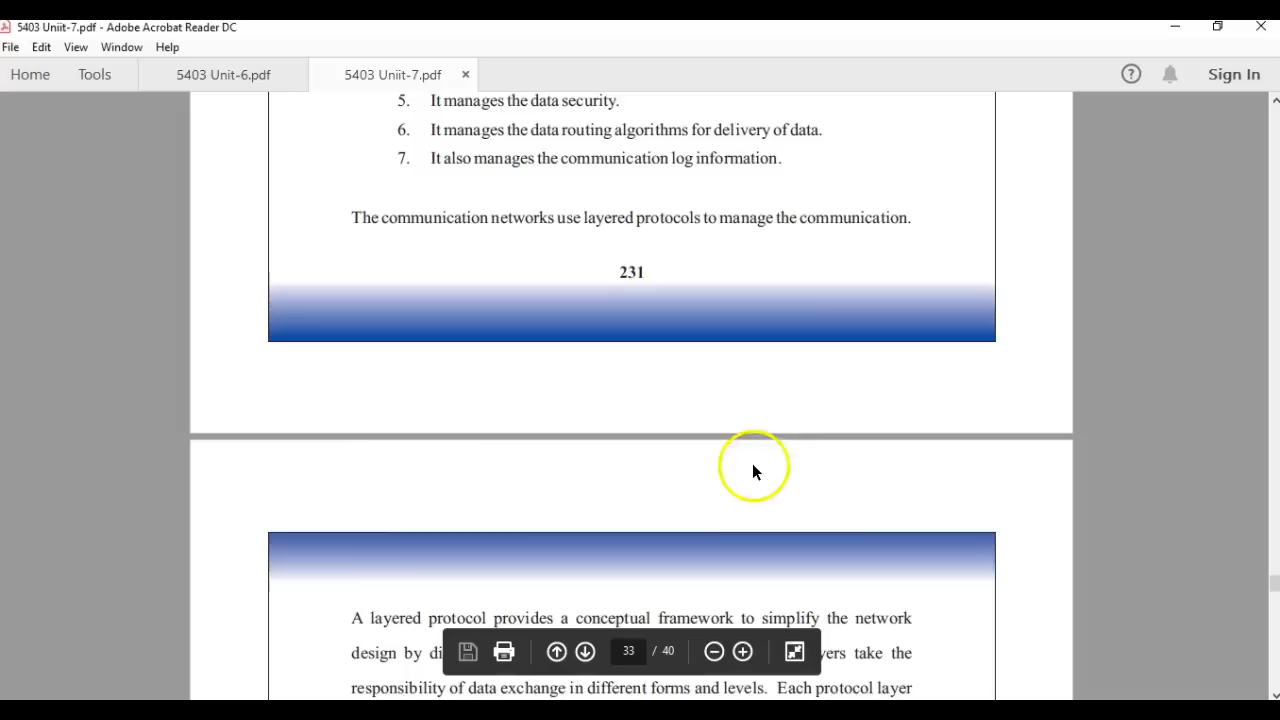 5403 Uniit-7.pdf - Adobe Acrobat Reader DC
File Edit View Window Help
Home Tools 5403 Unit-6.pdf 5403 Uniit-7.pdf × ? Sign In
5. It manages the data security.
6. It manages the data routing algorithms for delivery of data.
7. It also manages the communication log information.
The communication networks use layered protocols to manage the communication.
231
A layered protocol provides a conceptual framework to simplify the network
design by di yers take the
33 / 40
responsibility of data exchange in different forms and levels. Each protocol layer